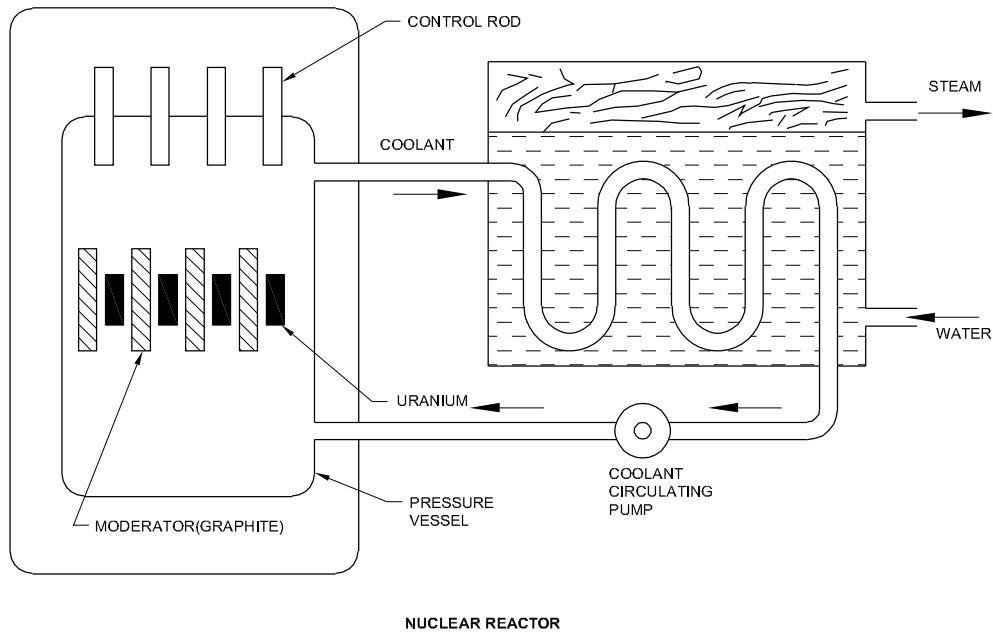 CONTROL ROD
STEAM
COOLANT
WATER
URANIUM
COOLANT
CIRCULATING
PUMP
PRESSURE
VESSEL
MODERATOR(GRAPHITE)
NUCLEAR REACTOR